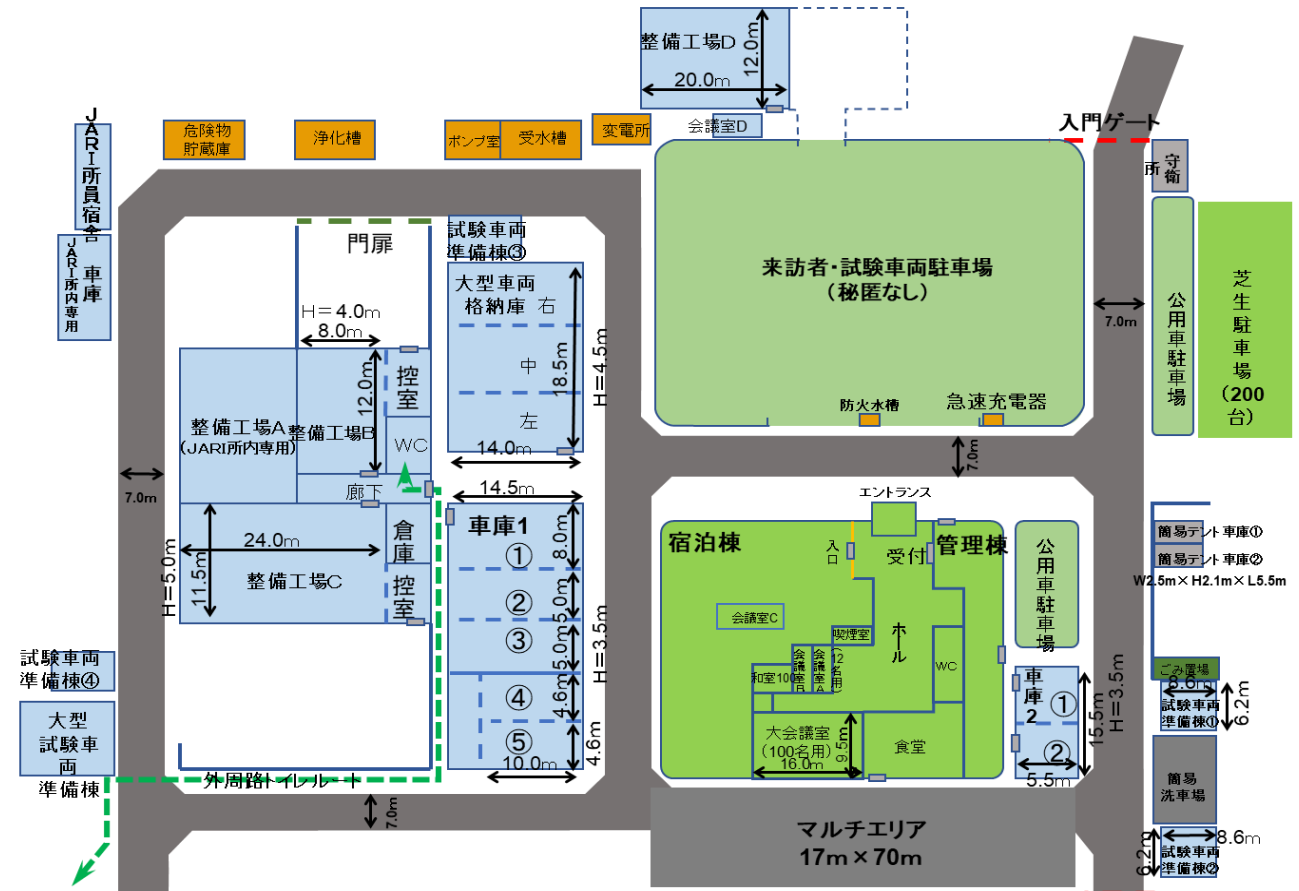 整備工場D
12.0m
20.0m
会議室D
入門ゲート
守衛所
JARI所員宿舎
危険物
貯蔵庫
浄化槽
ポンプ室
受水槽
変電所
車庫
JARI所内専用
門扉
試験車両
準備棟③
大型車両
格納庫 右
中
左
18.5m
H=4.5m
14.0m
H=4.0m
8.0m
12.0m
控室
整備工場A
(JARI所内専用)
整備工場B
WC
廊下
7.0m
来訪者・試験車両駐車場
(秘匿なし)
防火水槽
急速充電器
7.0m
7.0m
公用車駐車場
芝生駐車場
(200
台)
14.5m
車庫1
①
8.0m
②
5.0m
③
5.0m
④
4.6m
⑤
4.6m
10.0m
H=3.5m
24.0m
倉庫
整備工場C
控室
H=5.0m
11.5m
エントランス
宿泊棟
入口
受付
管理棟
会議室C
喫煙室
ホール
会議室B
会議室A
(12名用)
和室100
WC
大会議室
(100名用)
16.0m
9.5m
食堂
公用車駐車場
車庫2
①
②
15.5m
H=3.5m
5.5m
簡易テント車庫①
簡易テント車庫②
W2.5m×H2.1m×L5.5m
試験車両
準備棟④
大型
試験車
両
準備棟
外周路トイレルート
7.0m
マルチエリア
17m×70m
ごみ置場
8.6m
試験車両
準備棟①
6.2m
簡易
洗車場
8.6m
6.2m
試験車両
準備棟②